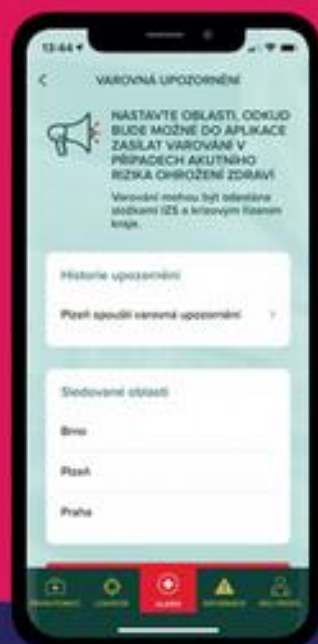 13:44
VAROVNÁ UPOZORNĚNÍ
NASTAVTE OBLASTI, ODKUD
BUDE MOŽNÉ DO APLIKACE
ZASÍLAT VAROVÁNÍ V
PŘÍPADECH AKUTNÍHO
RIZIKA OHROŽENÍ ZDRAVÍ
Varování mohou být odesílána
složkami IZS a krizovým řízením
kraje.
Historie upozornění
Plzeň spouští varovná upozornění
Sledované oblasti
Brno
Plzeň
Praha